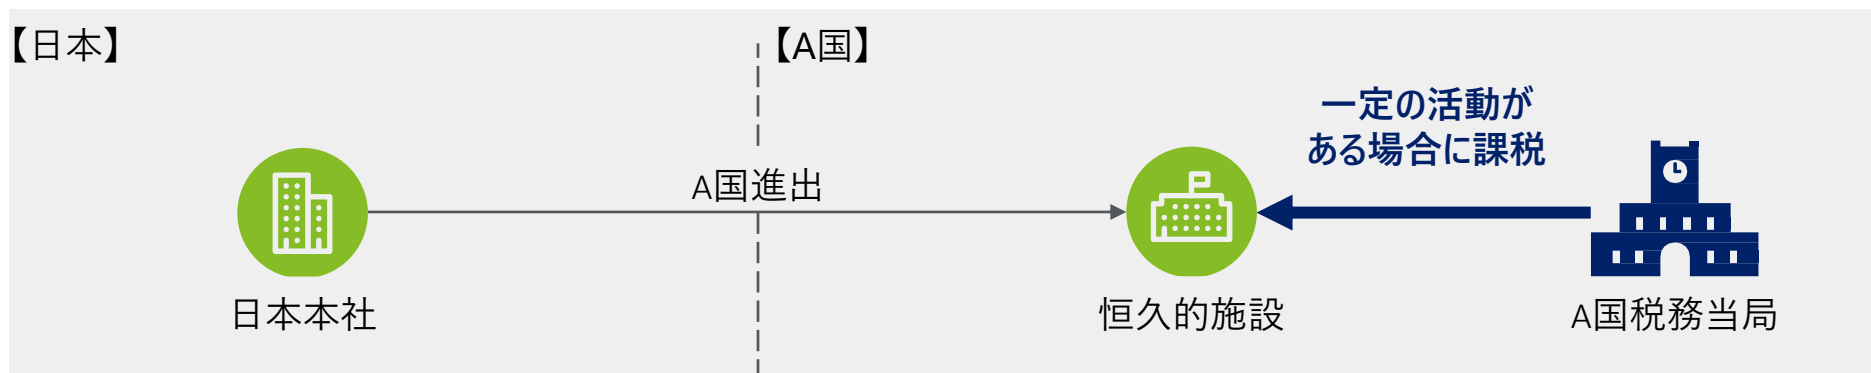 【日本】
【A国】
一定の活動が
ある場合に課税
A国進出
日本本社
恒久的施設
A国税務当局